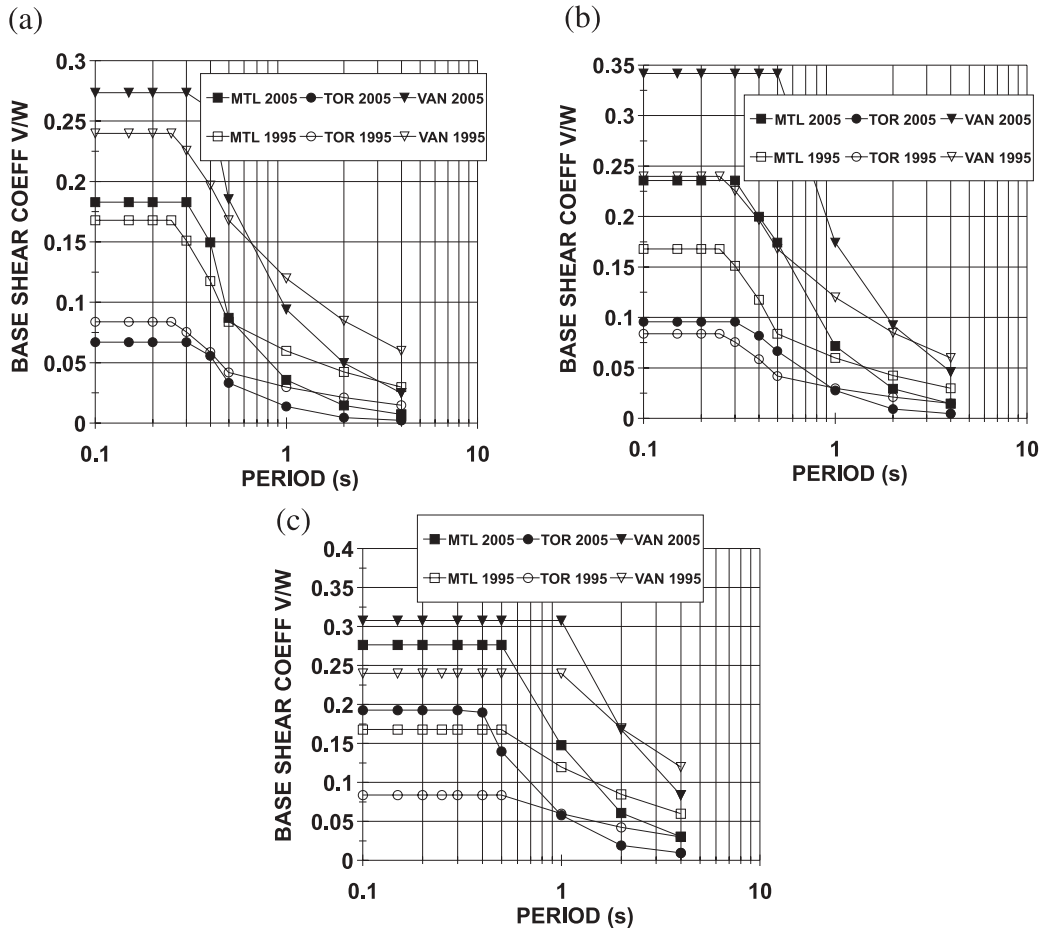 (a)
BASE SHEAR COEFF V/W
0.3
0.25
0.2
0.15
0.1
0.05
0
MTL 2005 TOR 2005 VAN 2005
MTL 1995 TOR 1995 VAN 1995
0.1 1 10
PERIOD (s)
(b)
BASE SHEAR COEFF V/W
0.35
0.3
0.25
0.2
0.15
0.1
0.05
0
MTL 2005 TOR 2005 VAN 2005
MTL 1995 TOR 1995 VAN 1995
0.1 1 10
PERIOD (s)
(c)
BASE SHEAR COEFF V/W
0.4
0.35
0.3
0.25
0.2
0.15
0.1
0.05
0
MTL 2005 TOR 2005 VAN 2005
MTL 1995 TOR 1995 VAN 1995
0.1 1 10
PERIOD (s)